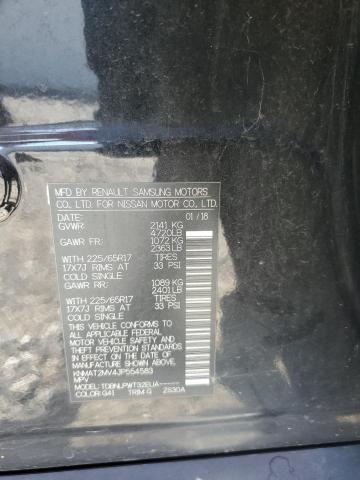 MFD BY RENAULT SAMSUNG MOTORS
CO., LTD. FOR NISSAN MOTOR CO., LTD.
DATE: 01/18
GVWR: 2141 KG
4720LB
GAWR FR: 1072 KG
2363LB
WITH 225/65R17 TIRES
17X7J RIMS AT 33 PSI
COLD SINGLE
GAWR RR: 1089 KG
2401LB
WITH 225/65R17 TIRES
17X7J RIMS AT 33 PSI
COLD SINGLE
THIS VEHICLE CONFORMS TO
ALL APPLICABLE FEDERAL
MOTOR VEHICLE SAFETY
BUMPER AND THEFT PREVENTION
STANDARDS IN EFFECT ON
THE DATE OF MANUFACTURE
SHOWN ABOVE.
KNMAT2MV4JP554583
MPV
MODEL: TDBNLPWT32EUA-----
COLOR: G41 TRIM: G ZS30A